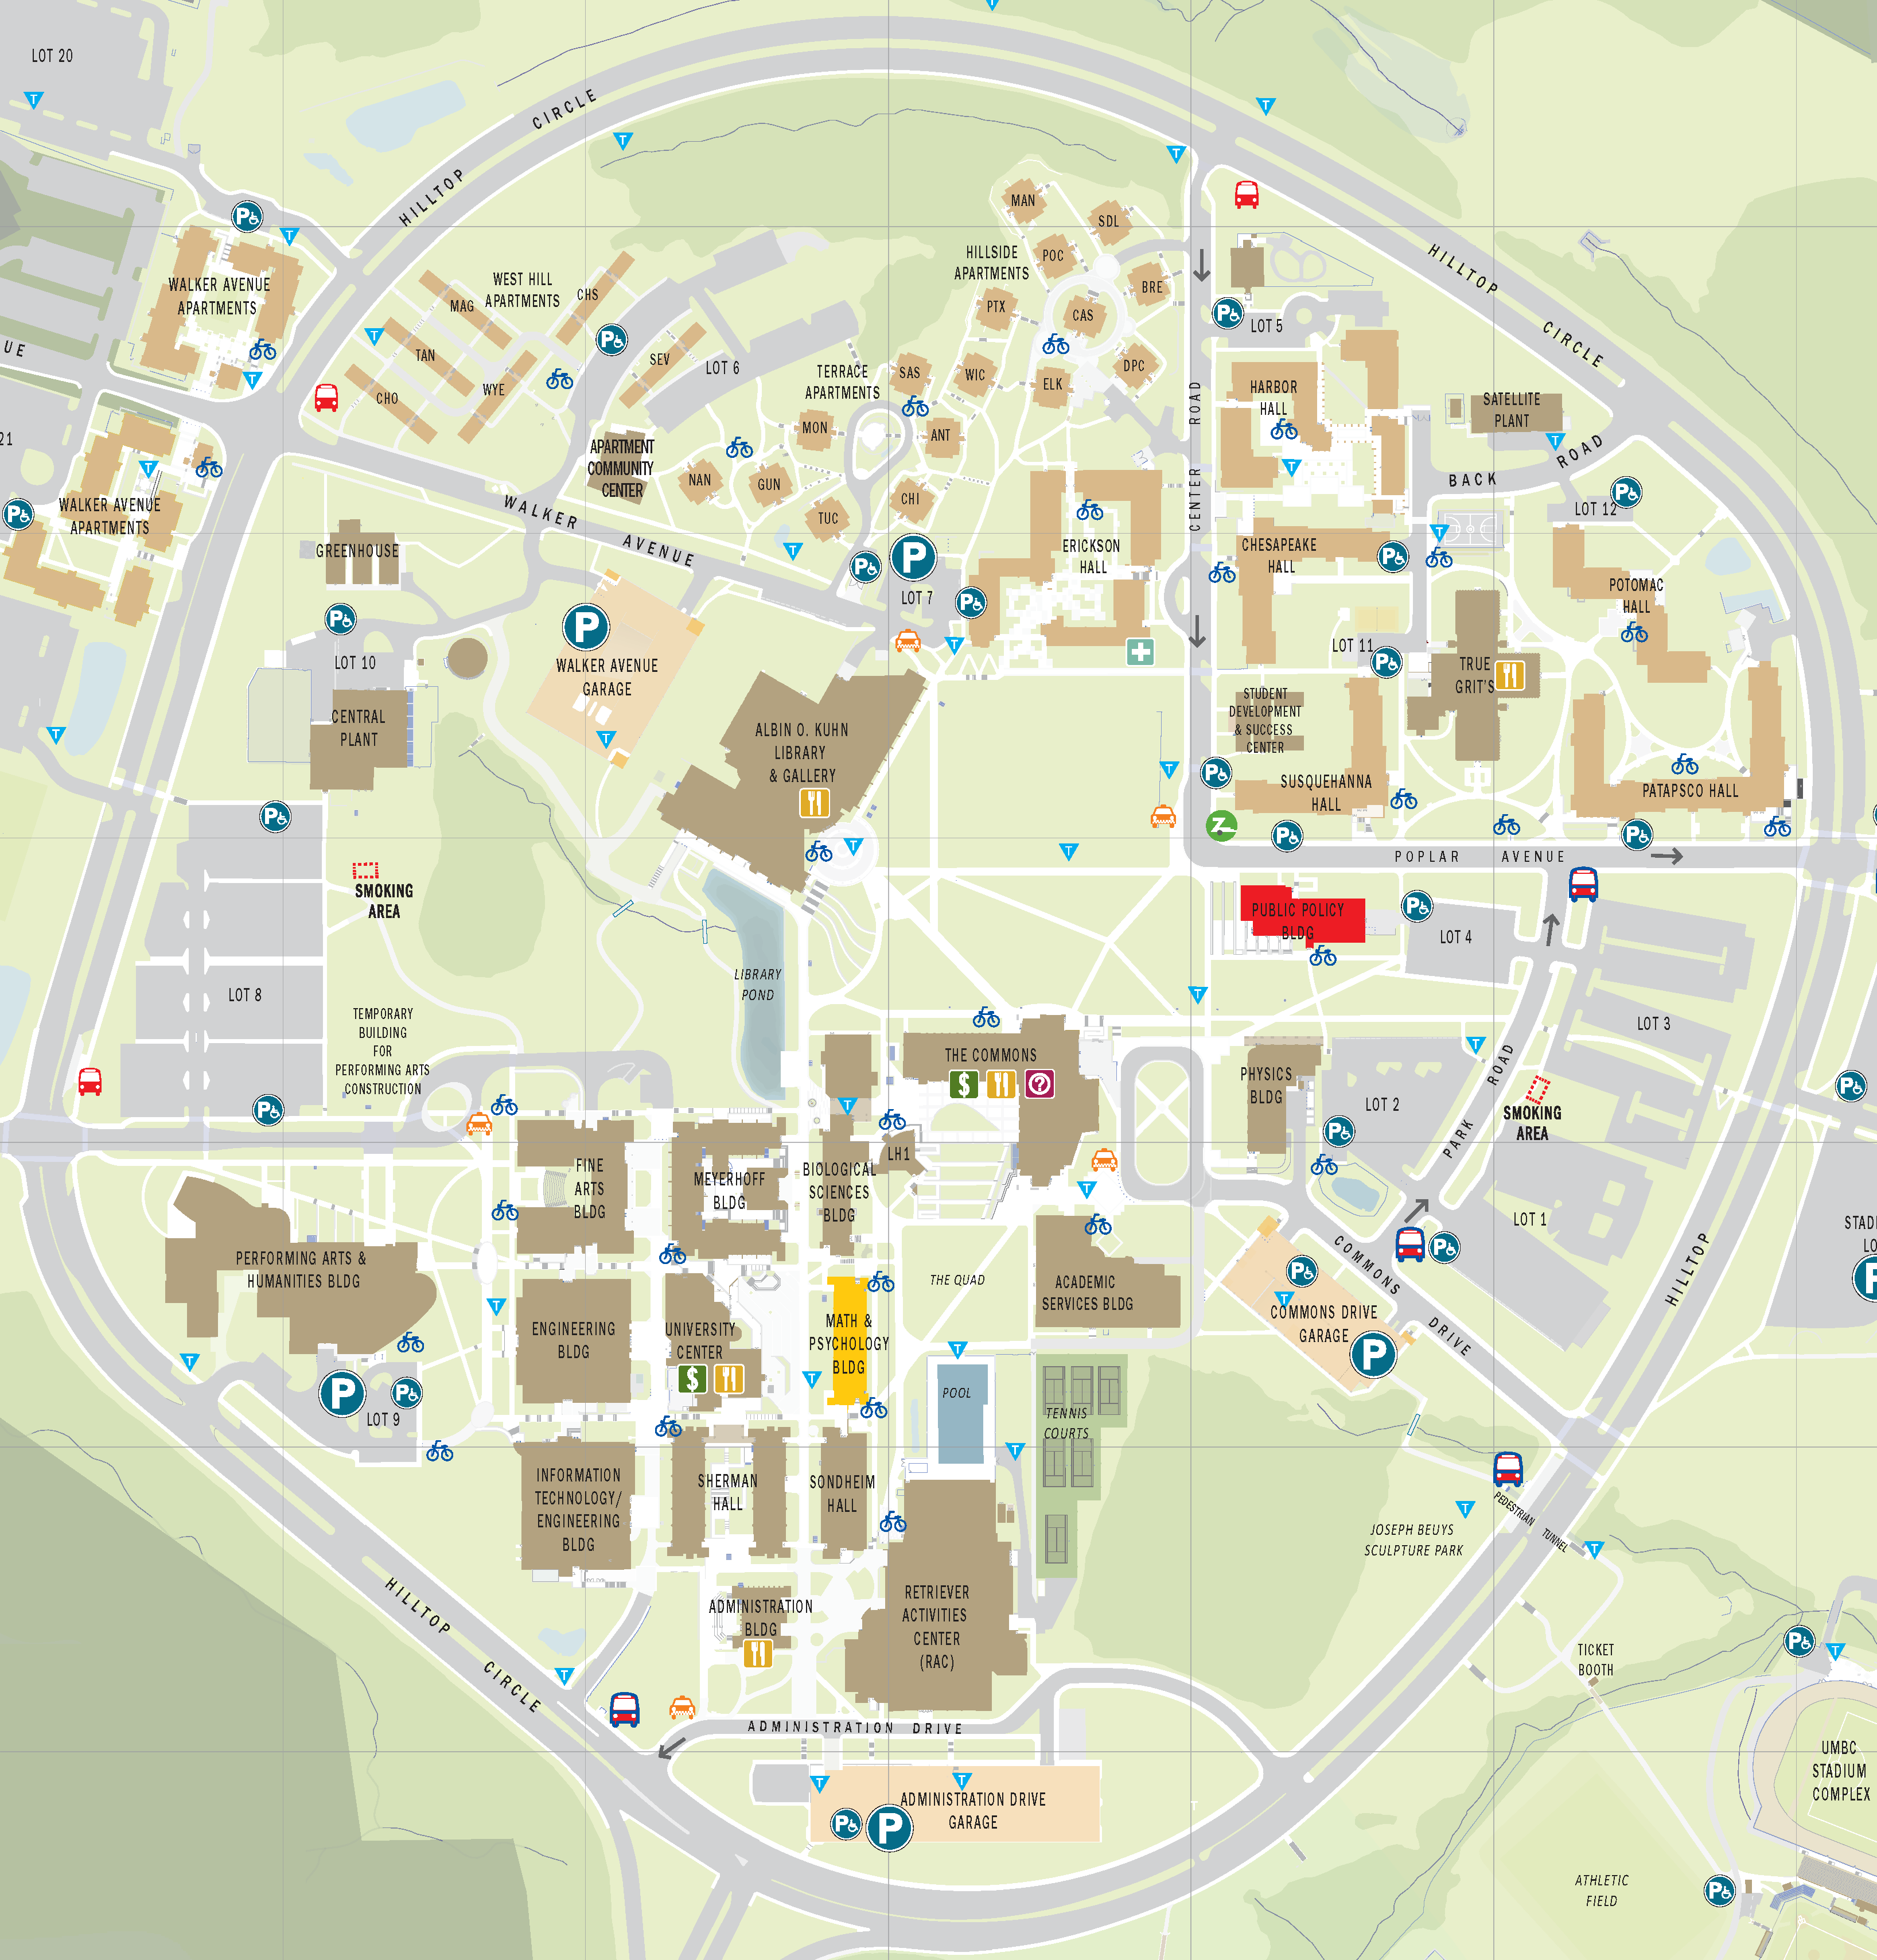 LOT 20
HILLTOP CIRCLE
WALKER AVENUE
APARTMENTS
WEST HILL
APARTMENTS
MAG
CHS
TAN
WYE
CHO
SEV
LOT 6
HILLSIDE
APARTMENTS
MAN
SDL
POC
BRE
PTX
CAS
DPC
ELK
WIC
SAS
ANT
TERRACE
APARTMENTS
MON
NAN
GUN
TUC
CHI
APARTMENT
COMMUNITY
CENTER
UE
21
WALKER AVENUE
APARTMENTS
WALKER AVENUE
CENTER ROAD
LOT 5
HILLTOP CIRCLE
HARBOR
HALL
SATELLITE
PLANT
BACK ROAD
LOT 12
GREENHOUSE
LOT 10
CENTRAL
PLANT
WALKER AVENUE
GARAGE
P
P
LOT 7
ERICKSON
HALL
CHESAPEAKE
HALL
POTOMAC
HALL
LOT 11
TRUE
GRIT'S
STUDENT
DEVELOPMENT
& SUCCESS
CENTER
SUSQUEHANNA
HALL
PATAPSCO HALL
ALBIN O. KUHN
LIBRARY
& GALLERY
POPLAR AVENUE
PUBLIC POLICY
BLDG
LOT 4
LOT 3
SMOKING
AREA
LOT 8
TEMPORARY
BUILDING
FOR
PERFORMING ARTS
CONSTRUCTION
LIBRARY
POND
THE COMMONS
PHYSICS
BLDG
LOT 2
PARK ROAD
SMOKING
AREA
LH1
FINE
ARTS
BLDG
MEYERHOFF
BLDG
BIOLOGICAL
SCIENCES
BLDG
LOT 1
STADI
LO
PERFORMING ARTS &
HUMANITIES BLDG
THE QUAD
ACADEMIC
SERVICES BLDG
COMMONS DRIVE
COMMONS DRIVE
GARAGE
P
HILLTOP
ENGINEERING
BLDG
UNIVERSITY
CENTER
MATH &
PSYCHOLOGY
BLDG
POOL
TENNIS
COURTS
P
LOT 9
INFORMATION
TECHNOLOGY/
ENGINEERING
BLDG
SHERMAN
HALL
SONDHEIM
HALL
JOSEPH BEUYS
SCULPTURE PARK
PEDESTRIAN TUNNEL
HILLTOP CIRCLE
ADMINISTRATION
BLDG
RETRIEVER
ACTIVITIES
CENTER
(RAC)
TICKET
BOOTH
ADMINISTRATION DRIVE
UMBC
STADIUM
COMPLEX
ADMINISTRATION DRIVE
GARAGE
P
ATHLETIC
FIELD